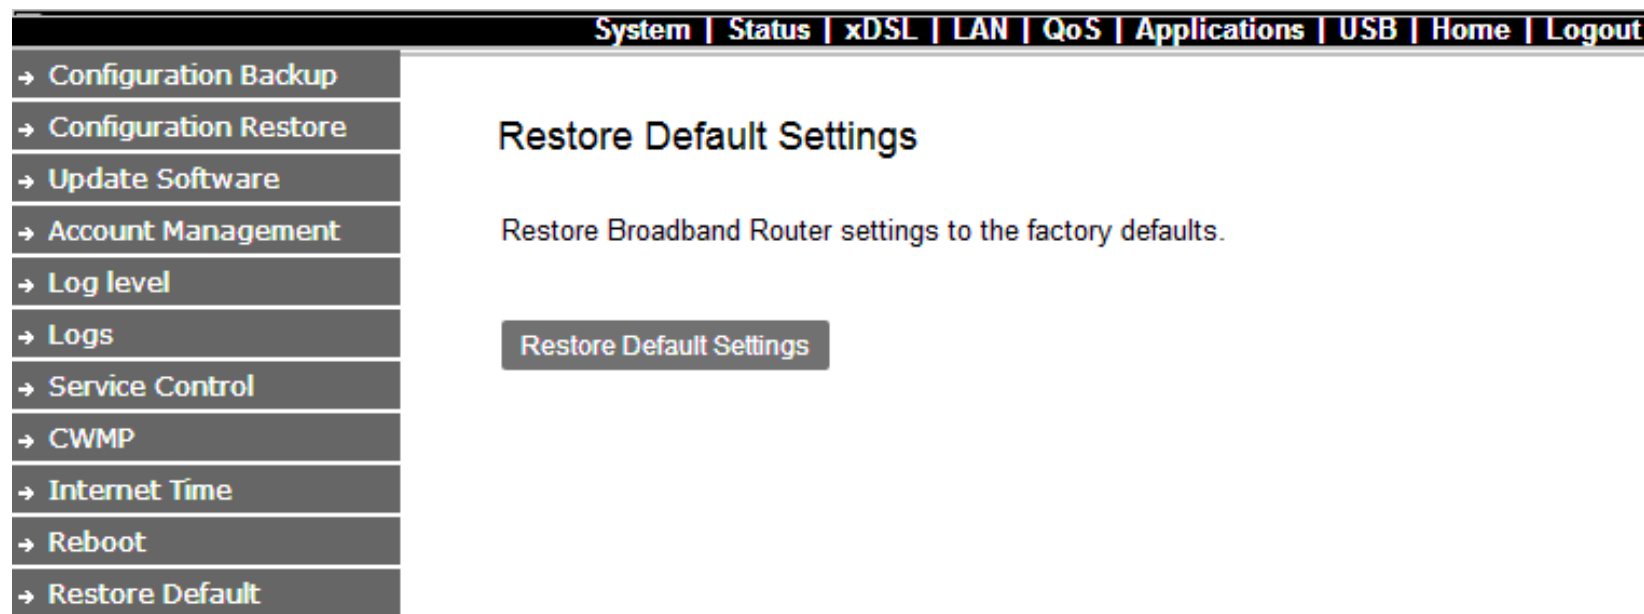 System | Status | xDSL | LAN | QoS | Applications | USB | Home | Logout
Configuration Backup
Configuration Restore
Update Software
Account Management
Log level
Logs
Service Control
CWMP
Internet Time
Reboot
Restore Default
Restore Default Settings
Restore Broadband Router settings to the factory defaults.
Restore Default Settings